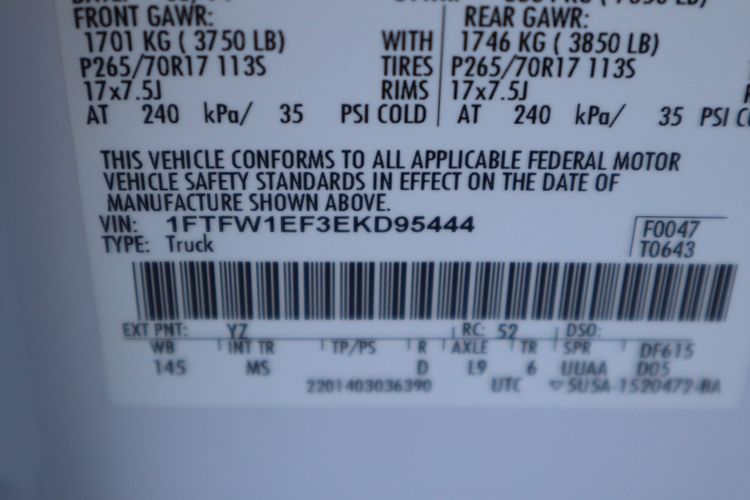 FRONT GAWR: REAR GAWR:
1701 KG ( 3750 LB) WITH 1746 KG ( 3850 LB)
P265/70R17 113S TIRES P265/70R17 113S
17x7.5J RIMS 17x7.5J
AT 240 kPa/ 35 PSI COLD AT 240 kPa/ 35 PSI
THIS VEHICLE CONFORMS TO ALL APPLICABLE FEDERAL MOTOR
VEHICLE SAFETY STANDARDS IN EFFECT ON THE DATE OF
MANUFACTURE SHOWN ABOVE.
VIN: 1FTFW1EF3EKD95444 F0047
TYPE: Truck T0643
EXT PNT: YZ RC: 52 DSO:
WB INT TR TP/PS R AXLE TR SPR DF615
145 MS D L9 6 UUAA D05
2201403036390 UTC 5U5A-1520472-BA